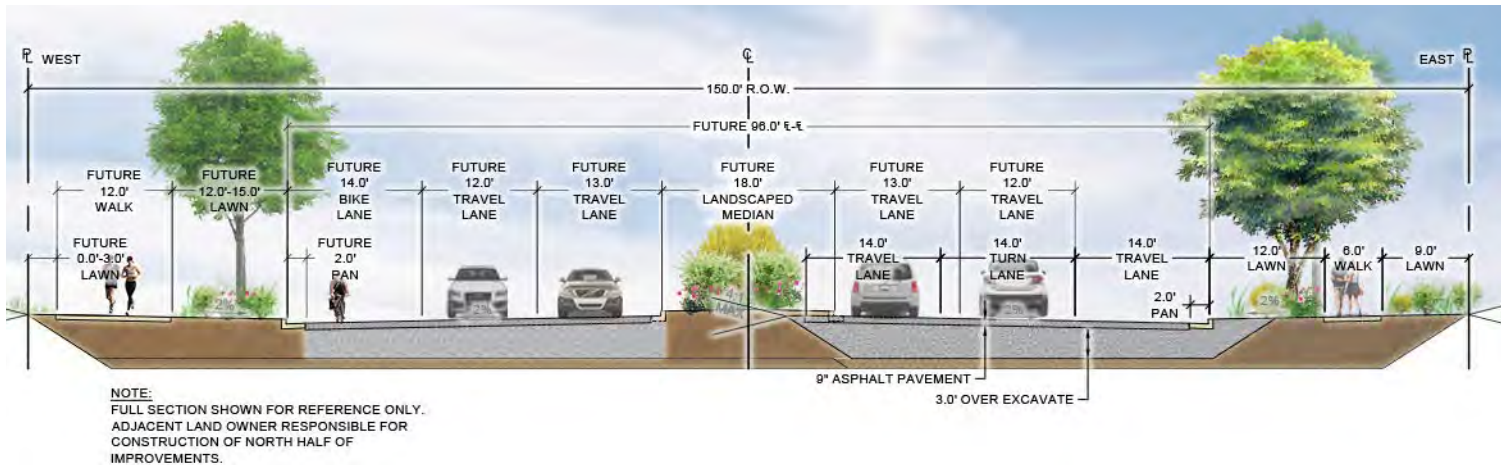 ℄ WEST
℄
EAST ℄
150.0' R.O.W.
FUTURE 96.0' ℄-℄
FUTURE
12.0'
WALK
FUTURE
12.0'-15.0'
LAWN
FUTURE
14.0'
BIKE
LANE
FUTURE
12.0'
TRAVEL
LANE
FUTURE
13.0'
TRAVEL
LANE
FUTURE
18.0'
LANDSCAPED
MEDIAN
FUTURE
13.0'
TRAVEL
LANE
FUTURE
12.0'
TRAVEL
LANE
FUTURE
0.0'-3.0'
LAWN
FUTURE
2.0'
PAN
14.0'
TRAVEL
LANE
14.0'
TURN
LANE
14.0'
TRAVEL
LANE
12.0'
LAWN
6.0'
WALK
9.0'
LAWN
2.0'
PAN
2%
2%
MAX
2%
2%
9" ASPHALT PAVEMENT
3.0' OVER EXCAVATE
NOTE:
FULL SECTION SHOWN FOR REFERENCE ONLY.
ADJACENT LAND OWNER RESPONSIBLE FOR
CONSTRUCTION OF NORTH HALF OF
IMPROVEMENTS.